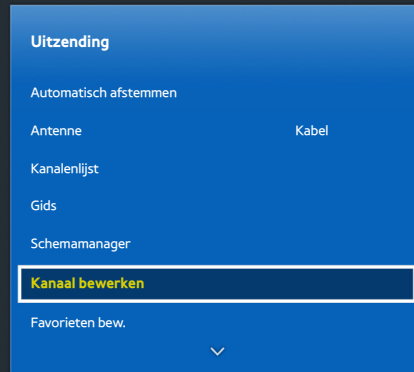 Uitzending
Automatisch afstemmen
Antenne Kabel
Kanalenlijst
Gids
Schemamanager
Kanaal bewerken
Favorieten bew.